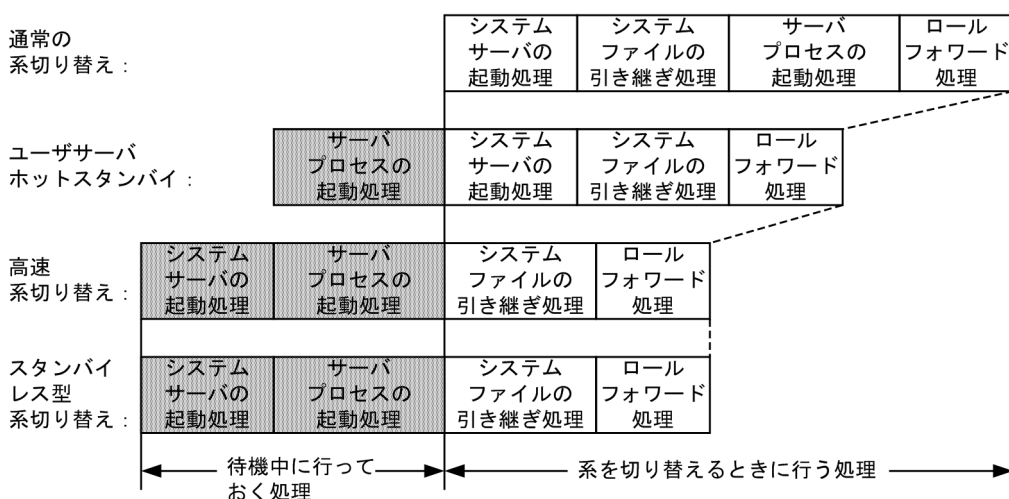 通常の
系切り替え：
システム
サーバの
起動処理
システム
ファイルの
引き継ぎ処理
サーバ
プロセスの
起動処理
ロール
フォワード
処理
ユーザサーバ
ホットスタンバイ：
サーバ
プロセスの
起動処理
システム
サーバの
起動処理
システム
ファイルの
引き継ぎ処理
ロール
フォワード
処理
高速
系切り替え：
システム
サーバの
起動処理
サーバ
プロセスの
起動処理
システム
ファイルの
引き継ぎ処理
ロール
フォワード
処理
スタンバイ
レス型
系切り替え：
システム
サーバの
起動処理
サーバ
プロセスの
起動処理
システム
ファイルの
引き継ぎ処理
ロール
フォワード
処理
待機中に行って
おく処理
系を切り替えるときに行う処理